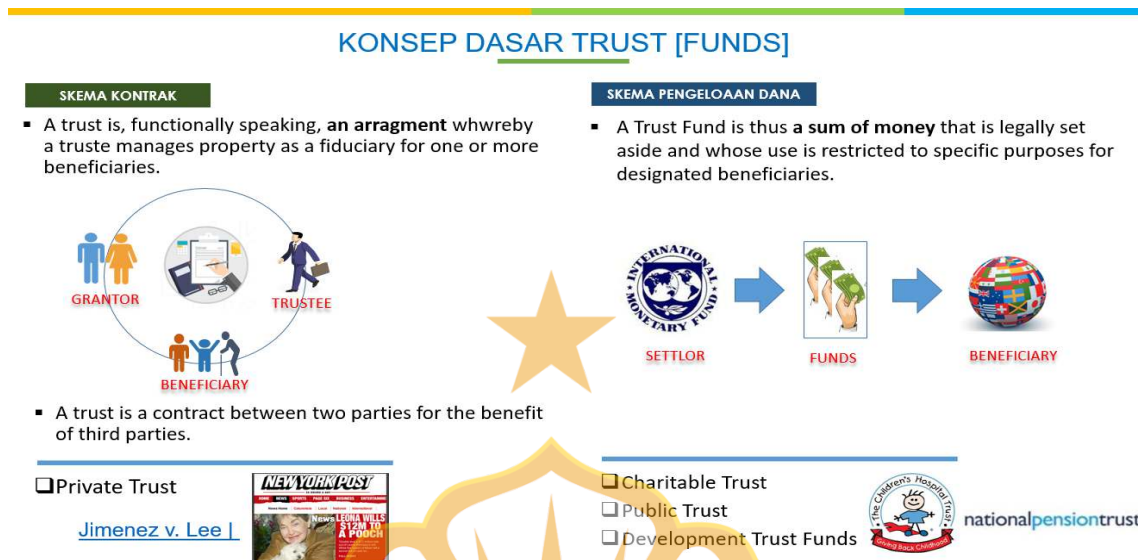 KONSEP DASAR TRUST [FUNDS]
SKEMA KONTRAK
▪ A trust is, functionally speaking, an arragment whwreby
a truste manages property as a fiduciary for one or more
beneficiaries.
GRANTOR
TRUSTEE
BENEFICIARY
▪ A trust is a contract between two parties for the benefit
of third parties.
❑Private Trust
Jimenez v. Lee |
NEW YORK POST
News LEONA WILLS
$12M TO
A POOCH
SKEMA PENGELOAAN DANA
▪ A Trust Fund is thus a sum of money that is legally set
aside and whose use is restricted to specific purposes for
designated beneficiaries.
INTERNATIONAL
MONETARY FUND
SETTLOR
FUNDS
BENEFICIARY
❑Charitable Trust
❑Public Trust
❑Development Trust Funds
The Children's Hospital Trust
Giving Back Childhood
nationalpensiontrust